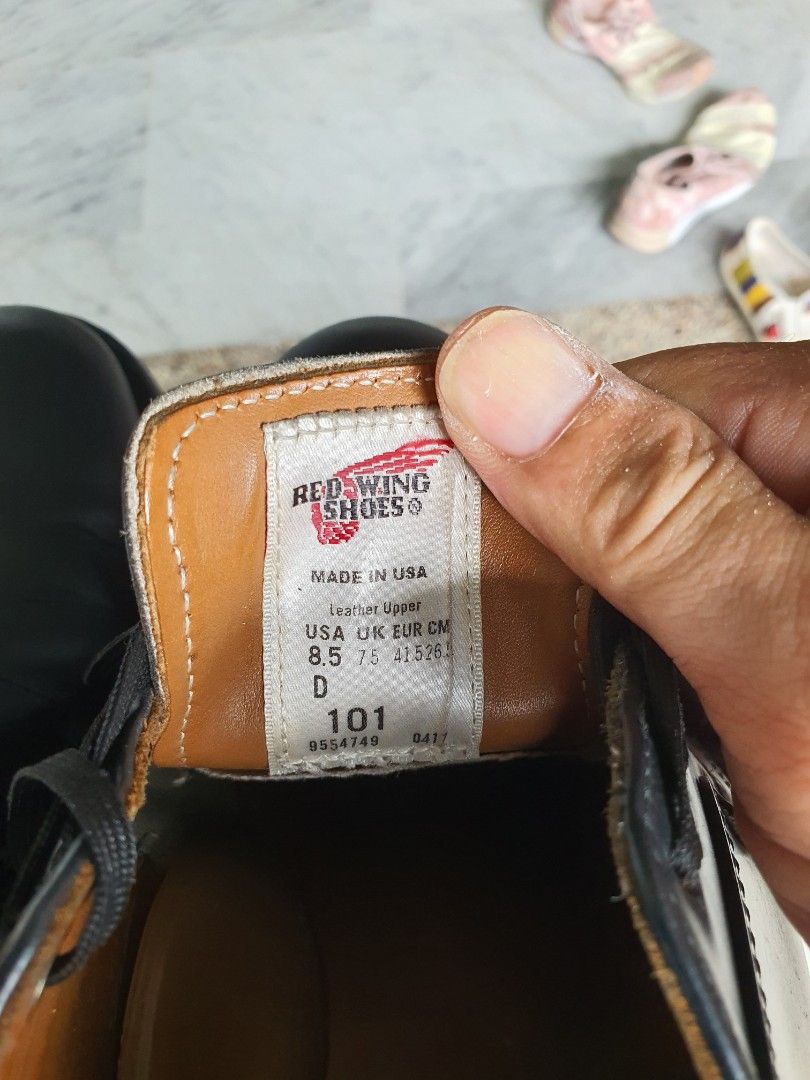 RED WING
SHOES®
MADE IN USA
Leather Upper
USA UK EUR CM
8.5 7.5 41.5 26.5
D
101
9554749